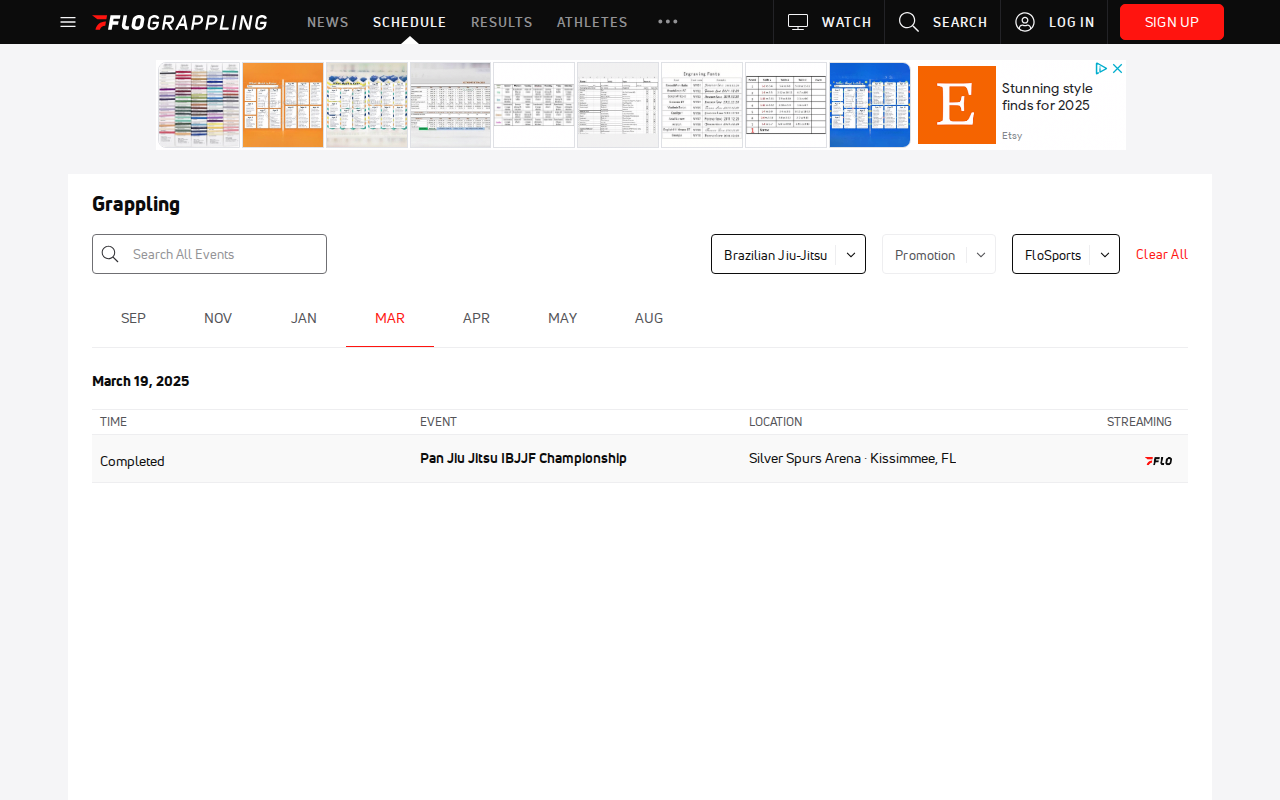 FLOGRAPPLING
NEWS
SCHEDULE
RESULTS
ATHLETES
WATCH
SEARCH
LOG IN
SIGN UP
Engraving Fonts
E
Stunning style
finds for 2025
Etsy
Grappling
Search All Events
Brazilian Jiu-Jitsu
Promotion
FloSports
Clear All
SEP
NOV
JAN
MAR
APR
MAY
AUG
March 19, 2025
TIME
EVENT
LOCATION
STREAMING
Completed
Pan Jiu Jitsu IBJJF Championship
Silver Spurs Arena · Kissimmee, FL
FLO